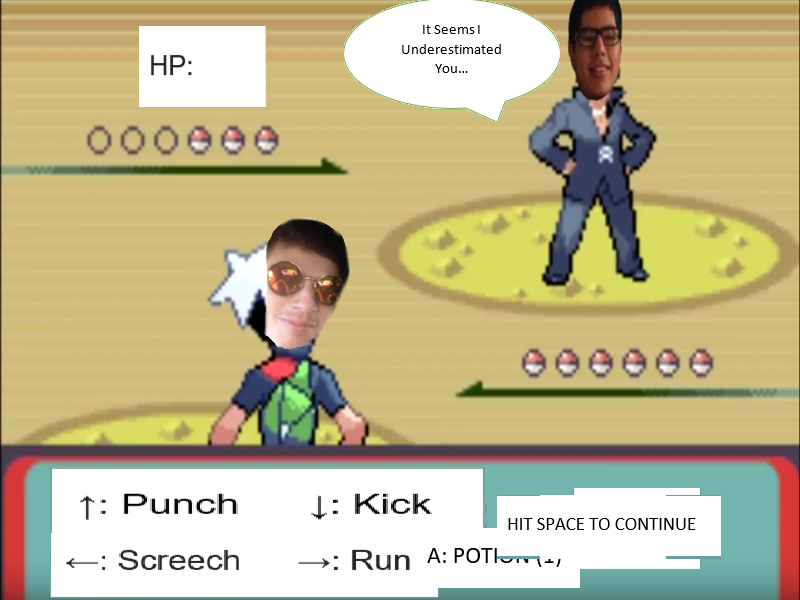 HP:
It Seems I
Underestimated
You...
↑: Punch
↓: Kick
←: Screech
→: Run
A: POTION (1)
HIT SPACE TO CONTINUE